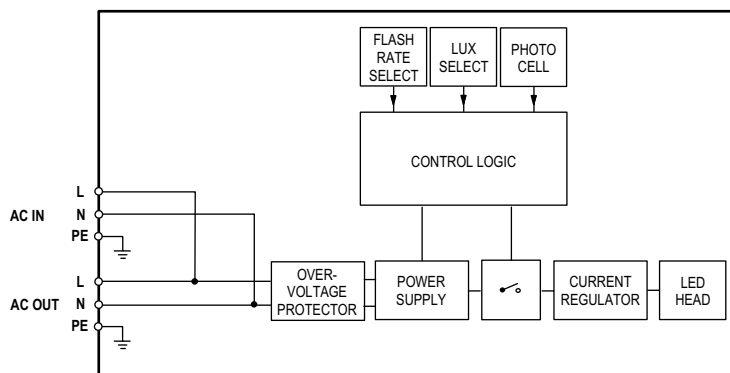 FLASH
RATE
SELECT
LUX
SELECT
PHOTO
CELL
CONTROL LOGIC
L
AC IN
N
PE
L
AC OUT
N
PE
OVER-
VOLTAGE
PROTECTOR
POWER
SUPPLY
CURRENT
REGULATOR
LED
HEAD